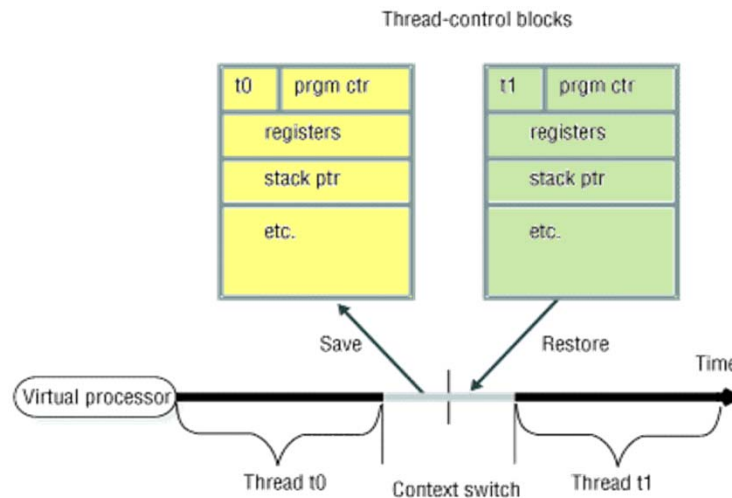 Thread-control blocks
t0 prgm ctr
registers
stack ptr
etc.
t1 prgm ctr
registers
stack ptr
etc.
Save
Restore
Time
Virtual processor
Thread t0
Context switch
Thread t1